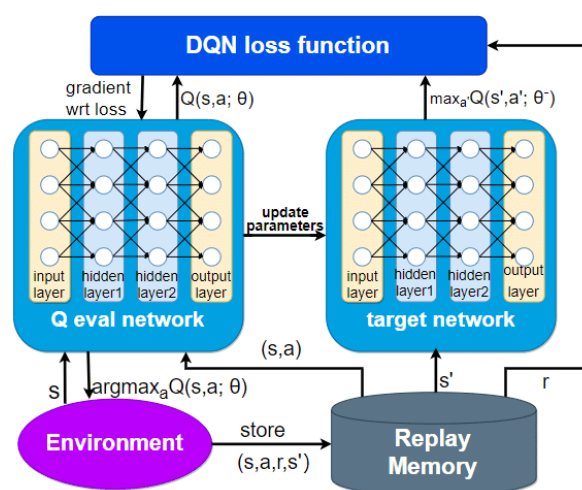 DQN loss function
gradient
wrt loss
Q(s,a; θ)
maxₐ'Q(s',a'; θ⁻)
input
layer
hidden
layer1
hidden
layer2
output
layer
Q eval network
update
parameters
input
layer
hidden
layer1
hidden
layer2
output
layer
target network
s
argmaxₐQ(s,a; θ)
(s,a)
s'
r
Environment
store
(s,a,r,s')
Replay
Memory